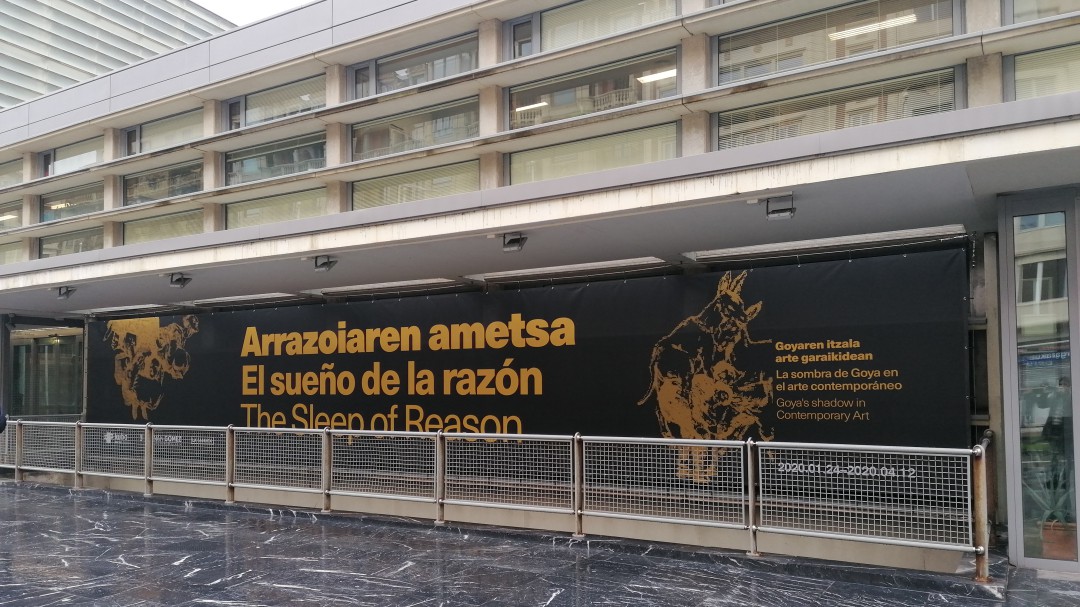 Arrazoiaren ametsa
El sueño de la razón
The Sleep of Reason
Goyaren itzala
arte garaikidean
La sombra de Goya en
el arte contemporáneo
Goya's shadow in
Contemporary Art
2020.01.24–2020.04.12